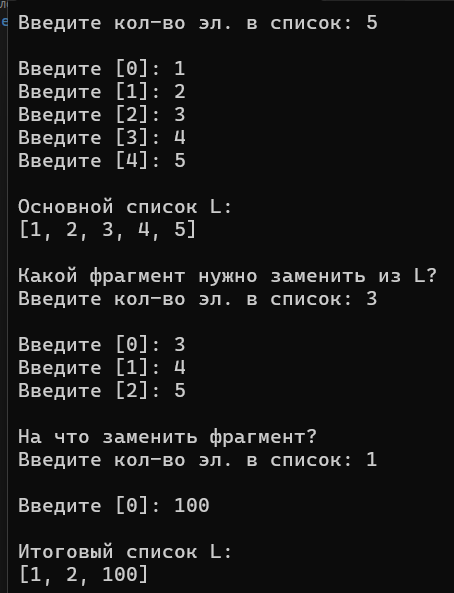 Введите кол-во эл. в список: 5
Введите [0]: 1
Введите [1]: 2
Введите [2]: 3
Введите [3]: 4
Введите [4]: 5
Основной список L:
[1, 2, 3, 4, 5]
Какой фрагмент нужно заменить из L?
Введите кол-во эл. в список: 3
Введите [0]: 3
Введите [1]: 4
Введите [2]: 5
На что заменить фрагмент?
Введите кол-во эл. в список: 1
Введите [0]: 100
Итоговый список L:
[1, 2, 100]